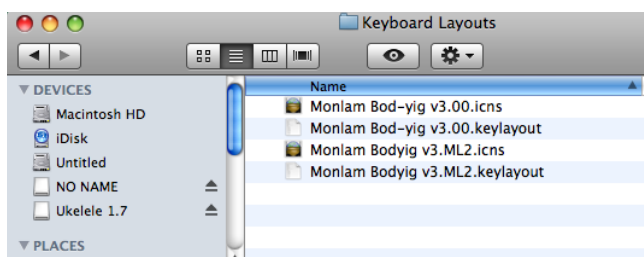 Keyboard Layouts
DEVICES
Macintosh HD
iDisk
Untitled
NO NAME
Ukelele 1.7
PLACES
Name
Monlam Bod-yig v3.00.icns
Monlam Bod-yig v3.00.keylayout
Monlam Bodyig v3.ML2.icns
Monlam Bodyig v3.ML2.keylayout